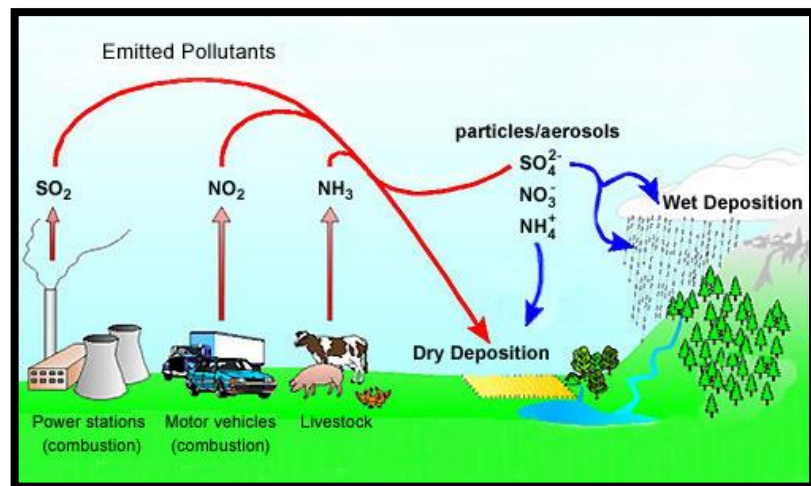 Emitted Pollutants
particles/aerosols
SO₄²⁻
NO₃⁻
NH₄⁺
SO₂
NO₂
NH₃
Wet Deposition
Dry Deposition
Power stations
(combustion)
Motor vehicles
(combustion)
Livestock